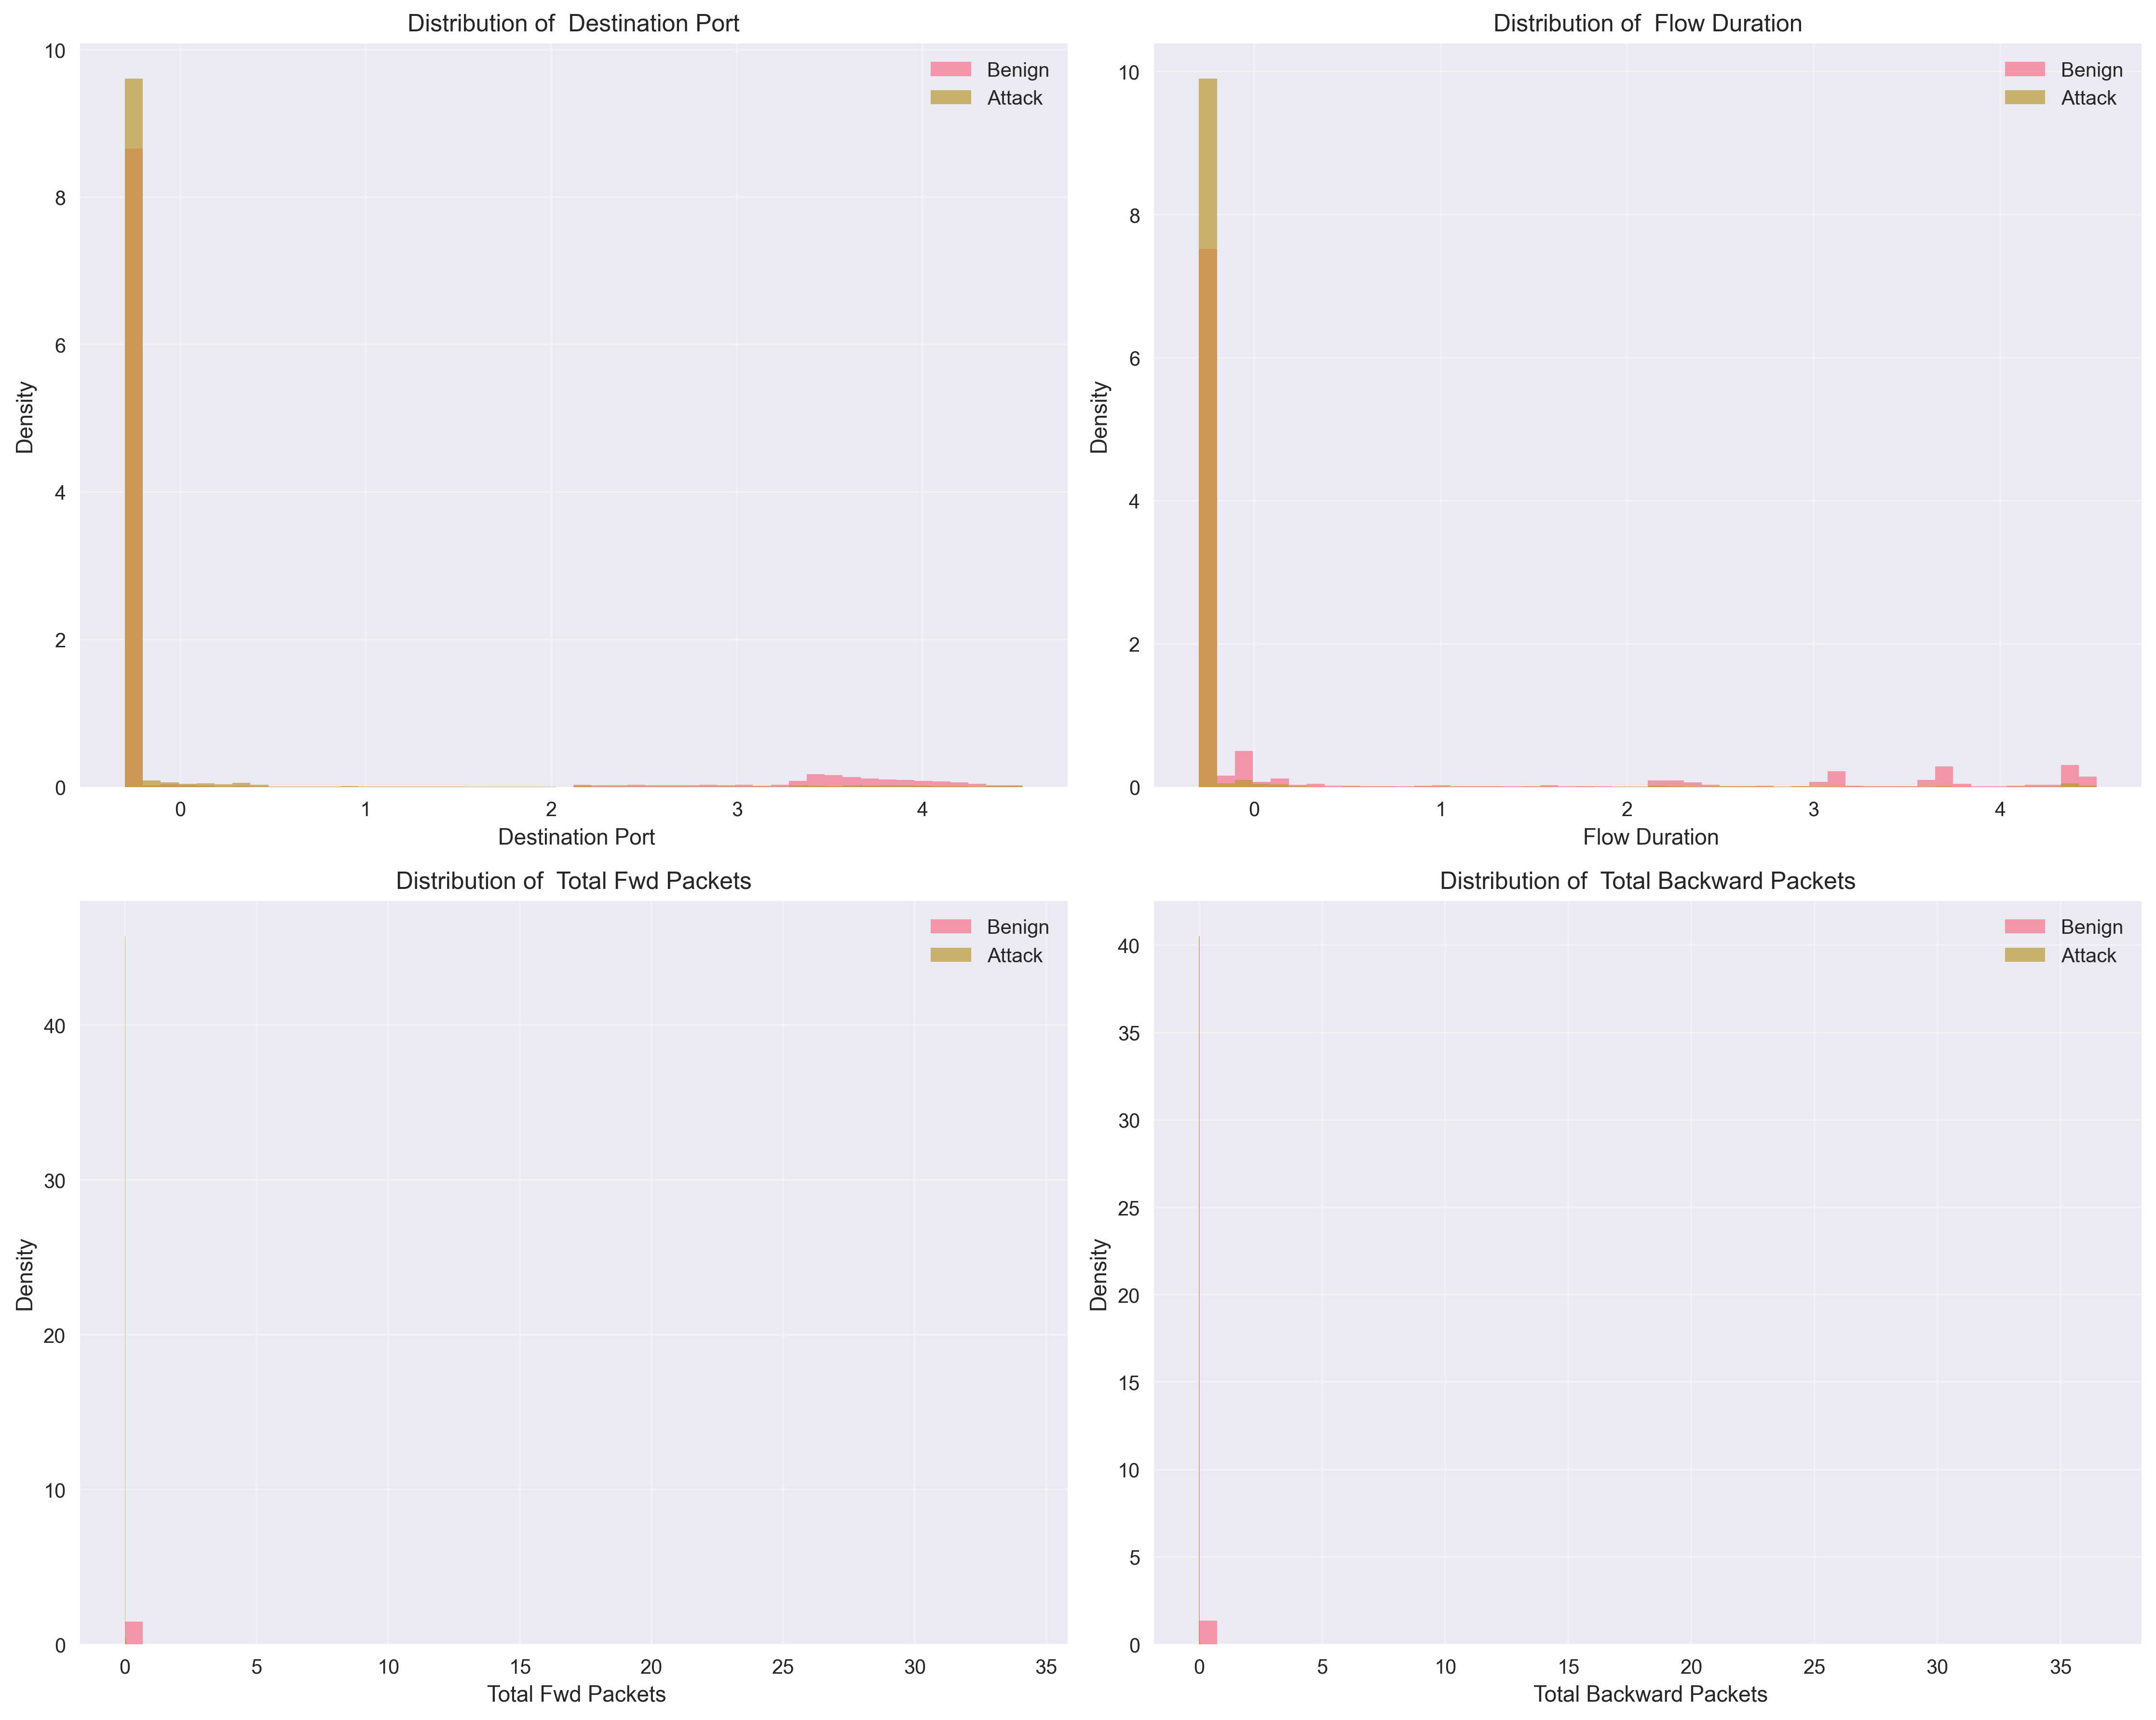 Distribution of  Destination Port
Benign
Attack
Density
10
8
6
4
2
0
0 1 2 3 4
Destination Port
Distribution of  Flow Duration
Benign
Attack
Density
10
8
6
4
2
0
0 1 2 3 4
Flow Duration
Distribution of  Total Fwd Packets
Benign
Attack
Density
40
30
20
10
0
0 5 10 15 20 25 30 35
Total Fwd Packets
Distribution of  Total Backward Packets
Benign
Attack
Density
40
35
30
25
20
15
10
5
0
0 5 10 15 20 25 30 35
Total Backward Packets